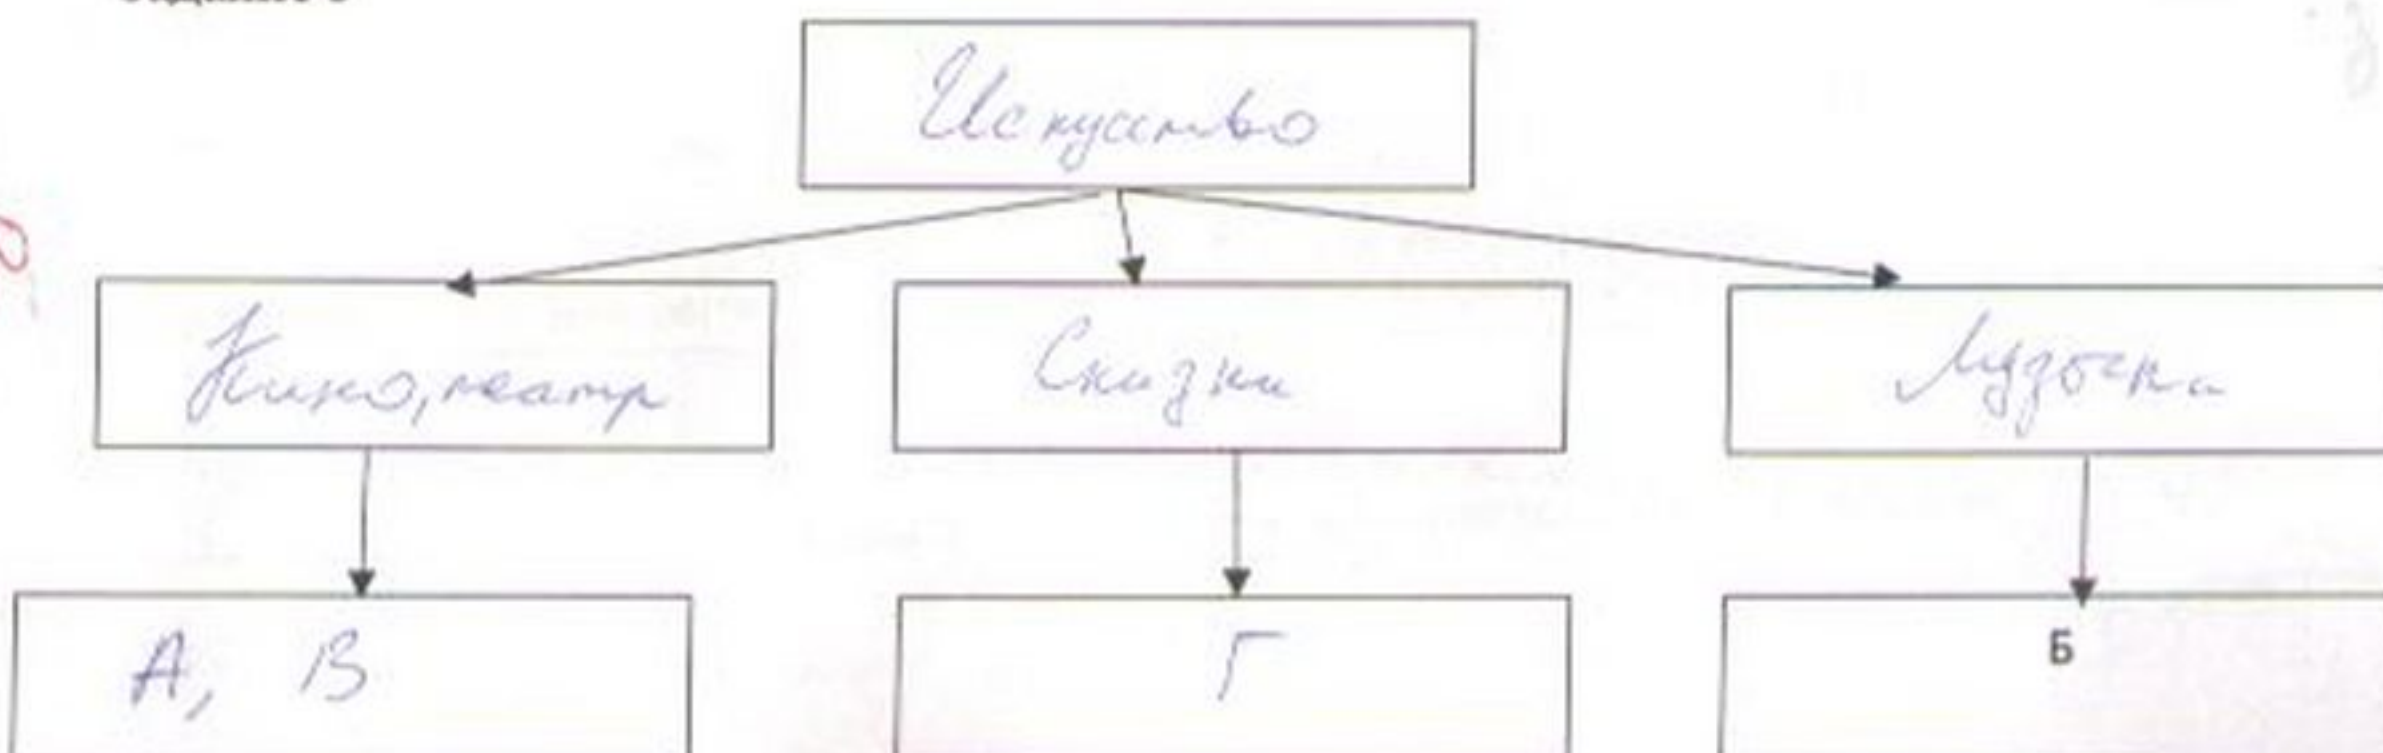 Искусство
Кино, театр
Сказки
Музыка
А, В
Г
Б